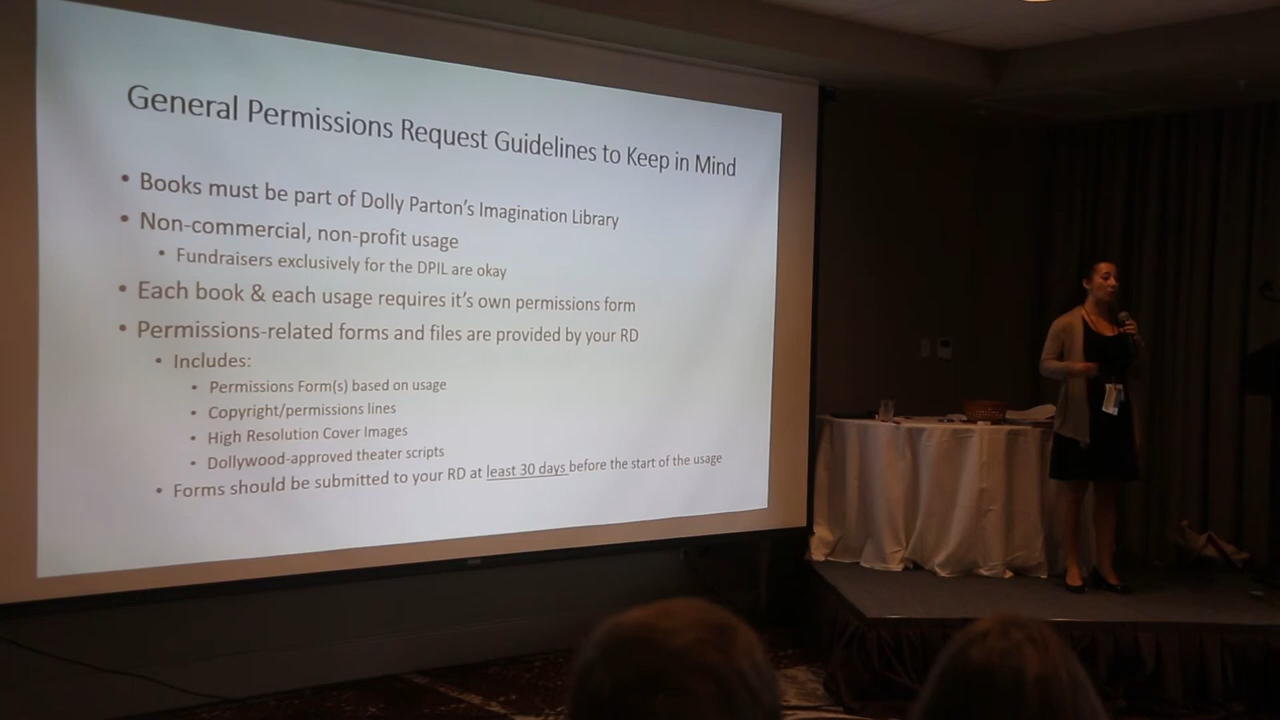 General Permissions Request Guidelines to Keep in Mind
• Books must be part of Dolly Parton's Imagination Library
• Non-commercial, non-profit usage
• Fundraisers exclusively for the DPIL are okay
• Each book & each usage requires it's own permissions form
• Permissions-related forms and files are provided by your RD
• Includes:
• Permissions Form(s) based on usage
• Copyright/permissions lines
• High Resolution Cover Images
• Dollywood-approved theater scripts
• Forms should be submitted to your RD at least 30 days before the start of the usage